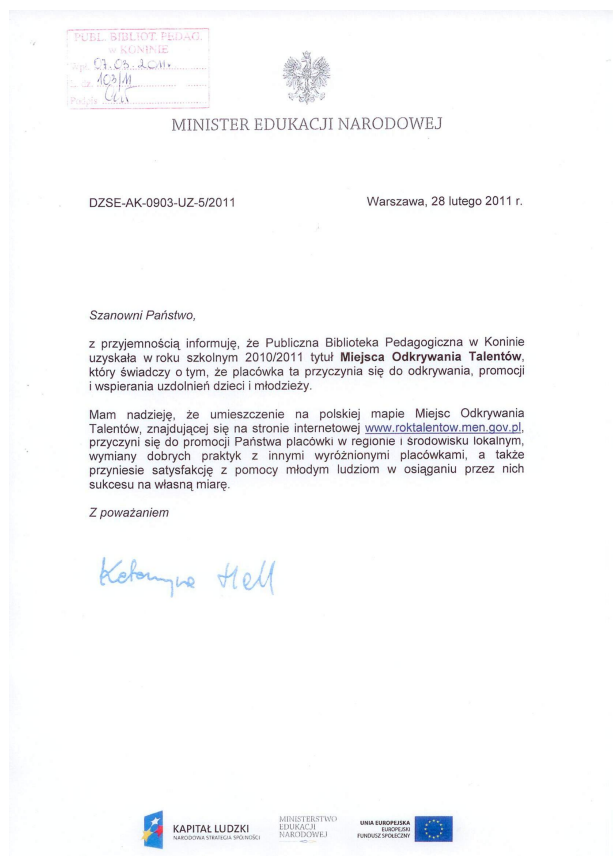 PUBL. BIBLIOT. PEDAG.
w KONINIE
07.03.2011.
103/11
MINISTER EDUKACJI NARODOWEJ
DZSE-AK-0903-UZ-5/2011
Warszawa, 28 lutego 2011 r.
Szanowni Państwo,
z przyjemnością informuję, że Publiczna Biblioteka Pedagogiczna w Koninie
uzyskała w roku szkolnym 2010/2011 tytuł Miejsca Odkrywania Talentów,
który świadczy o tym, że placówka ta przyczynia się do odkrywania, promocji
i wspierania uzdolnień dzieci i młodzieży.
Mam nadzieję, że umieszczenie na polskiej mapie Miejsc Odkrywania
Talentów, znajdującej się na stronie internetowej www.roktalentow.men.gov.pl,
przyczyni się do promocji Państwa placówki w regionie i środowisku lokalnym,
wymiany dobrych praktyk z innymi wyróżnionymi placówkami, a także
przyniesie satysfakcję z pomocy młodym ludziom w osiąganiu przez nich
sukcesu na własną miarę.
Z poważaniem
Katarzyna Hall
KAPITAŁ LUDZKI
NARODOWA STRATEGIA SPÓJNOŚCI
MINISTERSTWO
EDUKACJI
NARODOWEJ
UNIA EUROPEJSKA
EUROPEJSKI
FUNDUSZ SPOŁECZNY